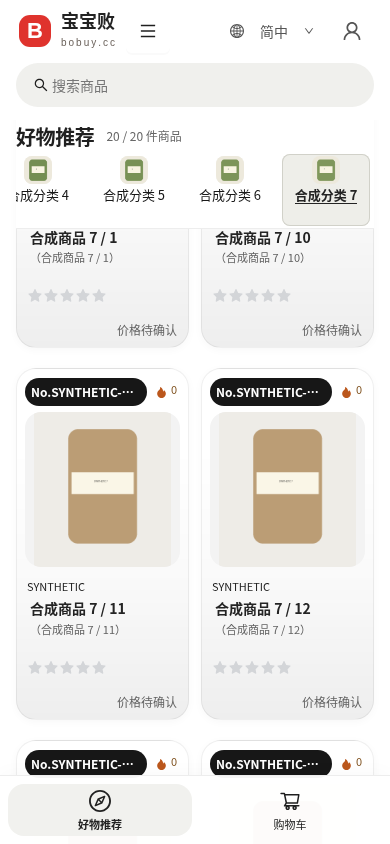 B 宝宝败
bobuy.cc
简中
搜索商品
好物推荐 20 / 20 件商品
成分类 4 合成分类 5 合成分类 6 合成分类 7
合成商品 7 / 1 合成商品 7 / 10
（合成商品 7 / 1） （合成商品 7 / 10）
价格待确认 价格待确认
No.SYNTHETIC-··· 0 No.SYNTHETIC-··· 0
SYNTHETIC SYNTHETIC
合成商品 7 / 11 合成商品 7 / 12
（合成商品 7 / 11） （合成商品 7 / 12）
价格待确认 价格待确认
No.SYNTHETIC-··· 0 No.SYNTHETIC-··· 0
好物推荐 购物车